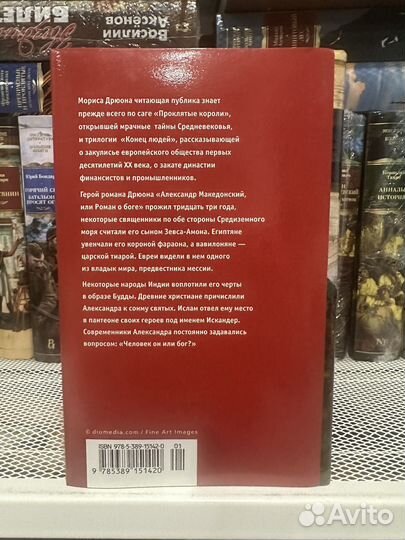 Василий
Аксенов
БИЛЕ
Юрий Бондарев
Мориса Дрюона читающая публика знает
прежде всего по саге «Проклятые короли»,
открывшей мрачные тайны Средневековья,
и трилогии «Конец людей», рассказывающей
о закулисье европейского общества первых
десятилетий XX века, о закате династии
финансистов и промышленников.
Герой романа Дрюона «Александр Македонский,
или Роман о боге» прожил тридцать три года,
некоторые священники по обе стороны Средиземного
моря считали его сыном Зевса-Амона. Египтяне
увенчали его короной фараона, а вавилоняне —
царской тиарой. Евреи видели в нем одного
из владык мира, предвестника мессии.
Некоторые народы Индии воплотили его черты
в образе Будды. Древние христиане причислили
Александра к сонму святых. Ислам отвел ему место
в пантеоне своих героев под именем Искандер.
Современники Александра постоянно задавались
вопросом: «Человек он или бог?»
© diomedia.com / Fine Art Images
ISBN 978-5-389-15142-0
01
9 785389 151420
Avito